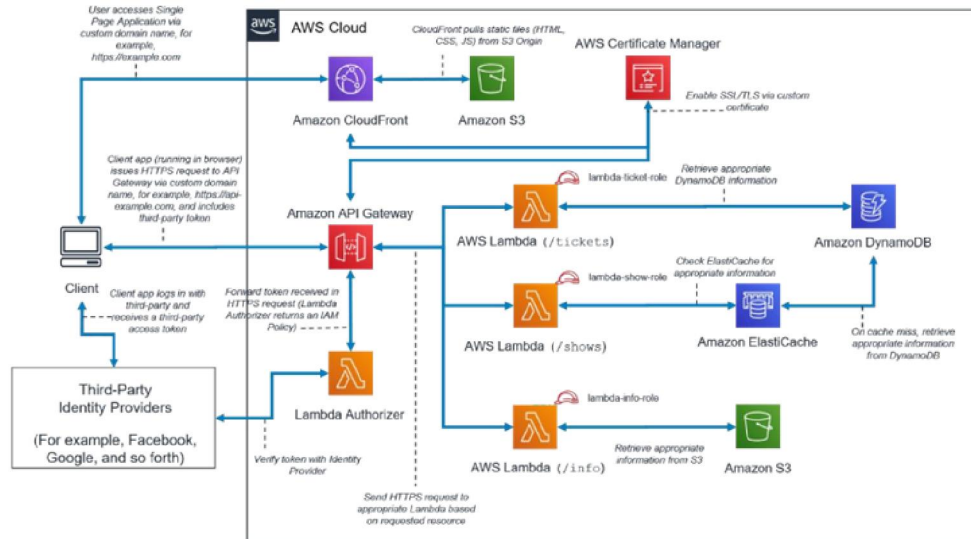 User accesses Single
Page Application via
custom domain name, for
example,
https://example.com
aws
AWS Cloud
CloudFront pulls static files (HTML,
CSS, JS) from S3 Origin
AWS Certificate Manager
Enable SSL/TLS via custom
certificate
Amazon CloudFront
Amazon S3
Client app (running in browser)
issues HTTPS request to API
Gateway via custom domain
name, for example, https://api-
example.com, and includes
third-party token
Amazon API Gateway
lambda-ticket-role
Retrieve appropriate
DynamoDB information
AWS Lambda (/tickets)
Amazon DynamoDB
Client
Client app logs in with
third-party and
receives a third-party
access token
Forward token received in
HTTPS request (Lambda
Authorizer returns an IAM
Policy)
lambda-show-role
Check ElastiCache for
appropriate information
AWS Lambda (/shows)
Amazon ElastiCache
On cache miss, retrieve
appropriate information
from DynamoDB
Third-Party
Identity Providers
(For example, Facebook,
Google, and so forth)
Lambda Authorizer
Verify token with Identity
Provider
lambda-info-role
AWS Lambda (/info)
Retrieve appropriate
information from S3
Amazon S3
Send HTTPS request to
appropriate Lambda based
on requested resource